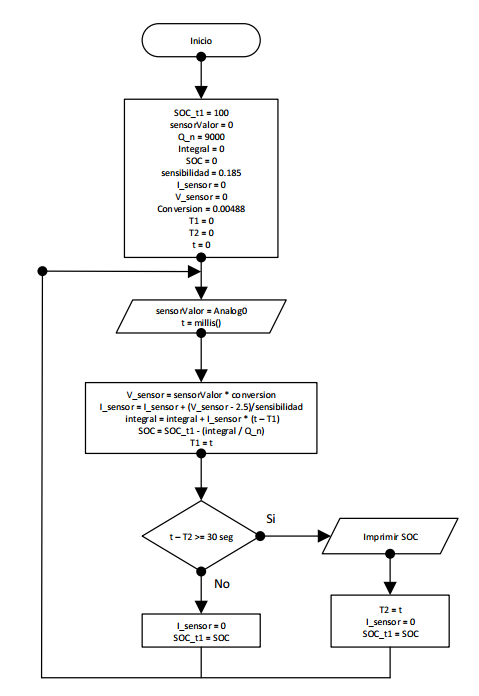 Inicio
SOC_t1 = 100
sensorValor = 0
Q_n = 9000
Integral = 0
SOC = 0
sensibilidad = 0.185
I_sensor = 0
V_sensor = 0
Conversion = 0.00488
T1 = 0
T2 = 0
t = 0
sensorValor = Analog0
t = millis()
V_sensor = sensorValor * conversion
I_sensor = I_sensor + (V_sensor - 2.5)/sensibilidad
integral = integral + I_sensor * (t – T1)
SOC = SOC_t1 - (integral / Q_n)
T1 = t
t – T2 >= 30 seg
Si
Imprimir SOC
No
I_sensor = 0
SOC_t1 = SOC
T2 = t
I_sensor = 0
SOC_t1 = SOC